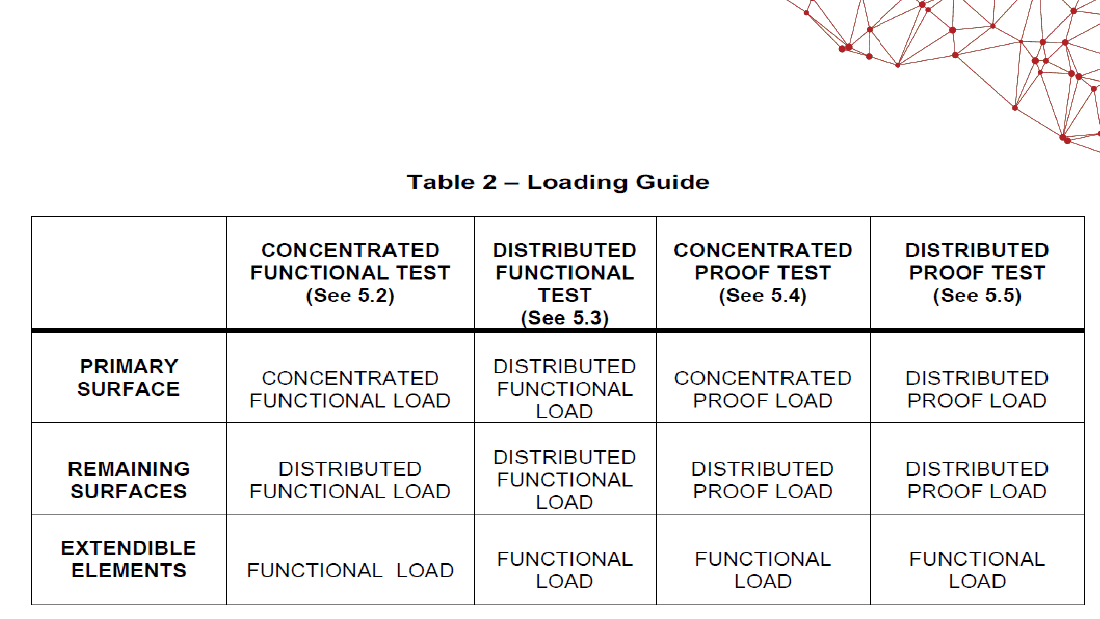 Table 2 – Loading Guide
CONCENTRATED
FUNCTIONAL TEST
(See 5.2)
DISTRIBUTED
FUNCTIONAL
TEST
(See 5.3)
CONCENTRATED
PROOF TEST
(See 5.4)
DISTRIBUTED
PROOF TEST
(See 5.5)
PRIMARY
SURFACE
CONCENTRATED
FUNCTIONAL LOAD
DISTRIBUTED
FUNCTIONAL
LOAD
CONCENTRATED
PROOF LOAD
DISTRIBUTED
PROOF LOAD
REMAINING
SURFACES
DISTRIBUTED
FUNCTIONAL LOAD
DISTRIBUTED
FUNCTIONAL
LOAD
DISTRIBUTED
PROOF LOAD
DISTRIBUTED
PROOF LOAD
EXTENDIBLE
ELEMENTS
FUNCTIONAL LOAD
FUNCTIONAL
LOAD
FUNCTIONAL
LOAD
FUNCTIONAL
LOAD